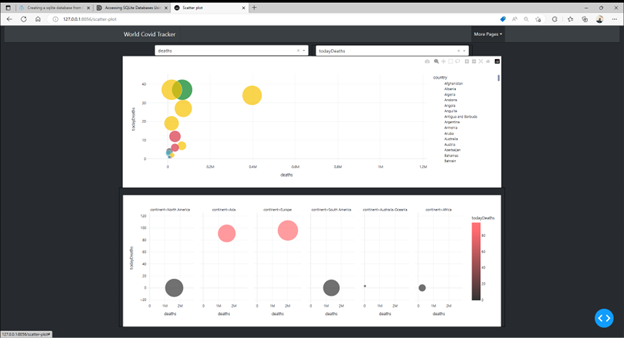 Creating a sqlite database from
Accessing SQLite Databases Usi
Scatter plot
127.0.0.1:8056/scatter-plot
World Covid Tracker
More Pages
deaths
todayDeaths
country
Afghanistan
Albania
Algeria
Andorra
Angola
Anguilla
Antigua and Barbuda
Argentina
Armenia
Aruba
Australia
Austria
Azerbaijan
Bahamas
Bahrain
todayDeaths
40
30
20
10
0
0 0.2M 0.4M 0.6M 0.8M 1M 1.2M
deaths
continent=North America continent=Asia continent=Europe continent=South America continent=Australia-Oceania continent=Africa
todayDeaths
120
100
80
60
40
20
0
−20
todayDeaths
80
60
40
20
0
0 1M 2M 0 1M 2M 0 1M 2M 0 1M 2M 0 1M 2M 0 1M 2M
deaths deaths deaths deaths deaths deaths
127.0.0.1:8056/scatter-plot#